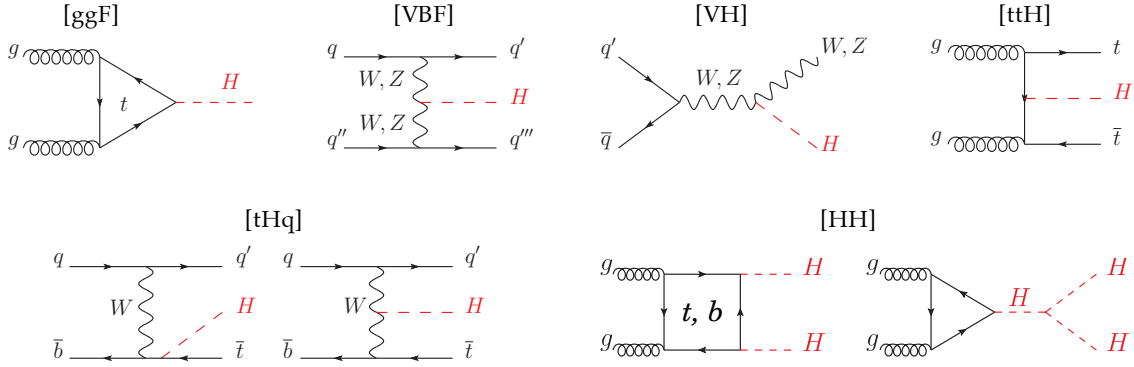 [ggF] [VBF] [VH] [ttH]
g t H g
q q′ W, Z H W, Z q″ q‴
q′ W, Z W, Z q̅ H
g t H g t̅
[tHq] [HH]
q q′ W H b̅ t̅
q q′ W H b̅ t̅
g H t, b g H
g H H g H